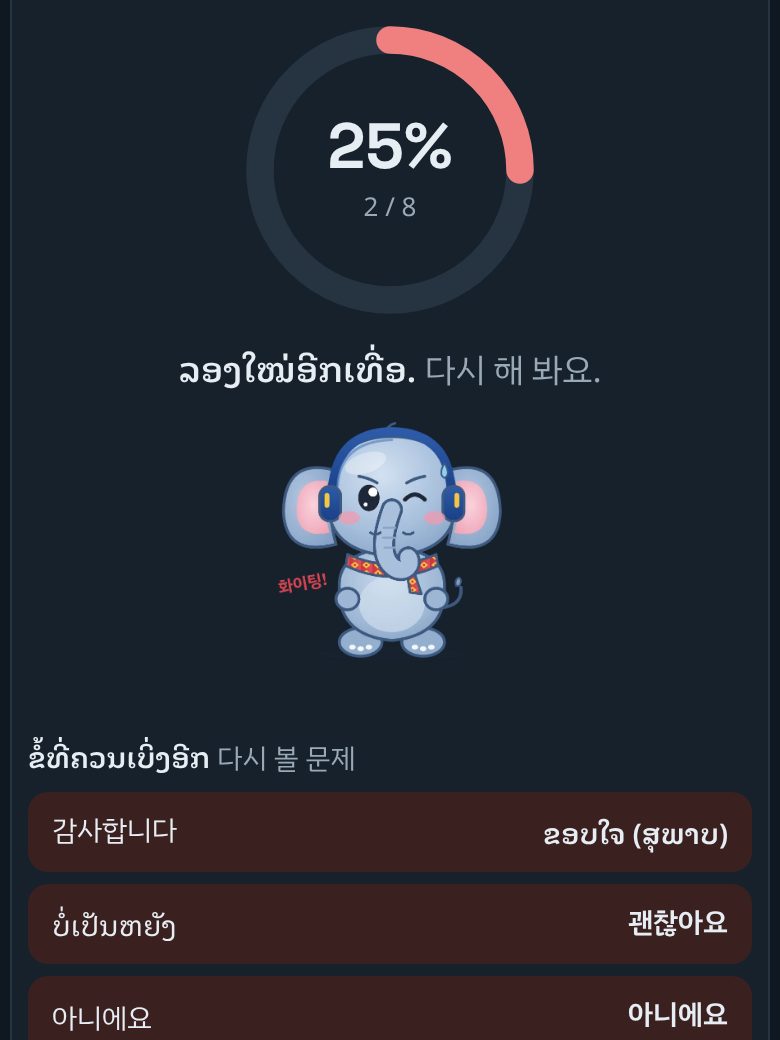 25%
2 / 8
ລອງໃໝ່ອີກເທື່ອ. 다시 해 봐요.
화이팅!
ຂໍ້ທີ່ຄວນເບິ່ງອີກ 다시 볼 문제
감사합니다 ຂອບໃຈ (ສຸພາບ)
ບໍ່ເປັນຫຍັງ 괜찮아요
아니에요 아니에요